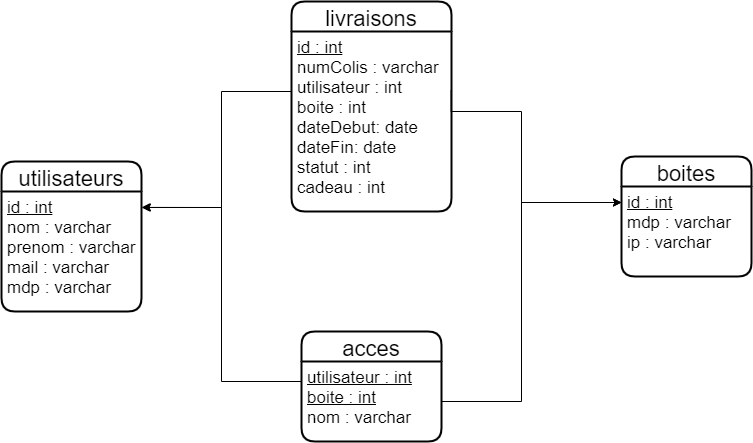 livraisons
id : int
numColis : varchar
utilisateur : int
boite : int
dateDebut: date
dateFin: date
statut : int
cadeau : int
utilisateurs
id : int
nom : varchar
prenom : varchar
mail : varchar
mdp : varchar
boites
id : int
mdp : varchar
ip : varchar
acces
utilisateur : int
boite : int
nom : varchar